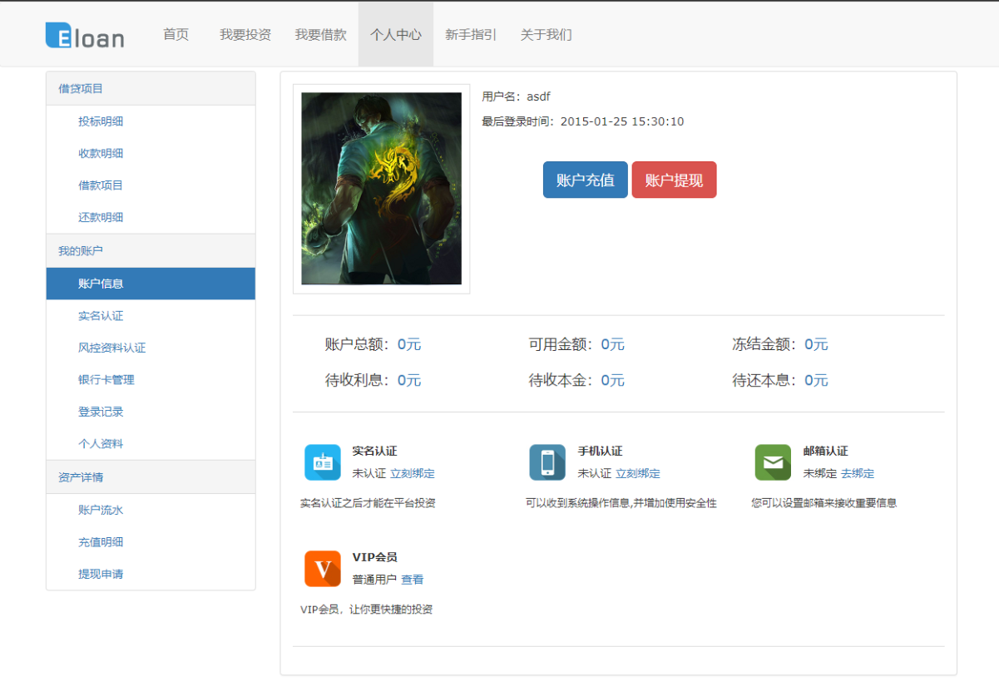 Eloan
首页 我要投资 我要借款 个人中心 新手指引 关于我们
借贷项目
投标明细
收款明细
借款项目
还款明细
我的账户
账户信息
实名认证
风控资料认证
银行卡管理
登录记录
个人资料
资产详情
账户流水
充值明细
提现申请
用户名：asdf
最后登录时间：2015-01-25 15:30:10
账户充值 账户提现
账户总额：0元 可用金额：0元 冻结金额：0元
待收利息：0元 待收本金：0元 待还本息：0元
实名认证
未认证 立刻绑定
实名认证之后才能在平台投资
手机认证
未认证 立刻绑定
可以收到系统操作信息,并增加使用安全性
邮箱认证
未绑定 去绑定
您可以设置邮箱来接收重要信息
V
VIP会员
普通用户 查看
VIP会员，让你更快捷的投资